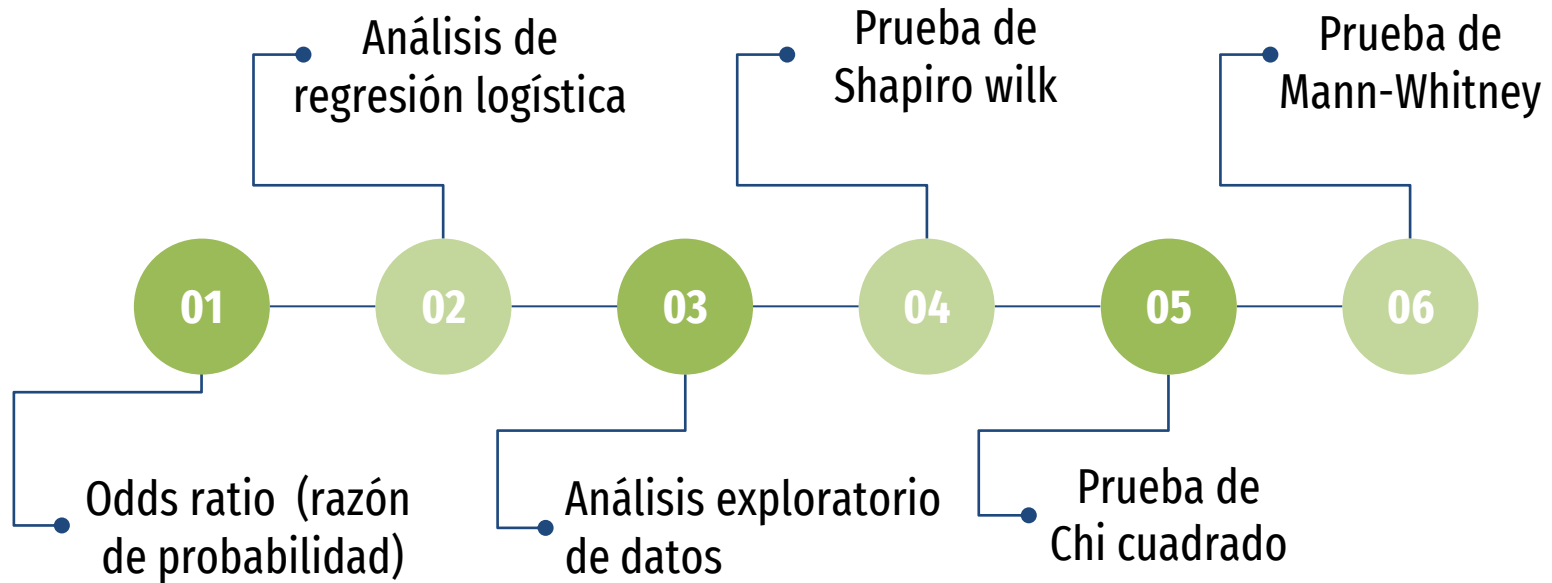 Análisis de
regresión logística
Prueba de
Shapiro wilk
Prueba de
Mann-Whitney
01
02
03
04
05
06
Odds ratio (razón
de probabilidad)
Análisis exploratorio
de datos
Prueba de
Chi cuadrado